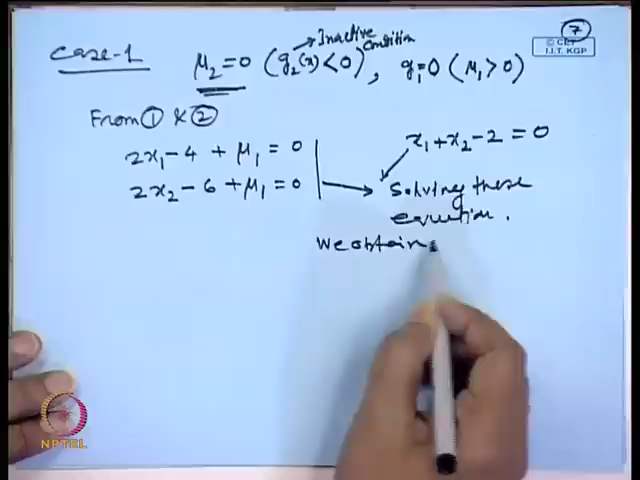 7
© CET
I.I.T. KGP
Inactive Condition
Case-1 μ₂=0 (g₂(x)<0), g₁=0 (μ₁>0)
From ① & ②
2x₁-4 + μ₁ = 0
x₁+x₂-2 = 0
2x₂-6+μ₁=0
Solving these
equation.
We obtain
NPTEL